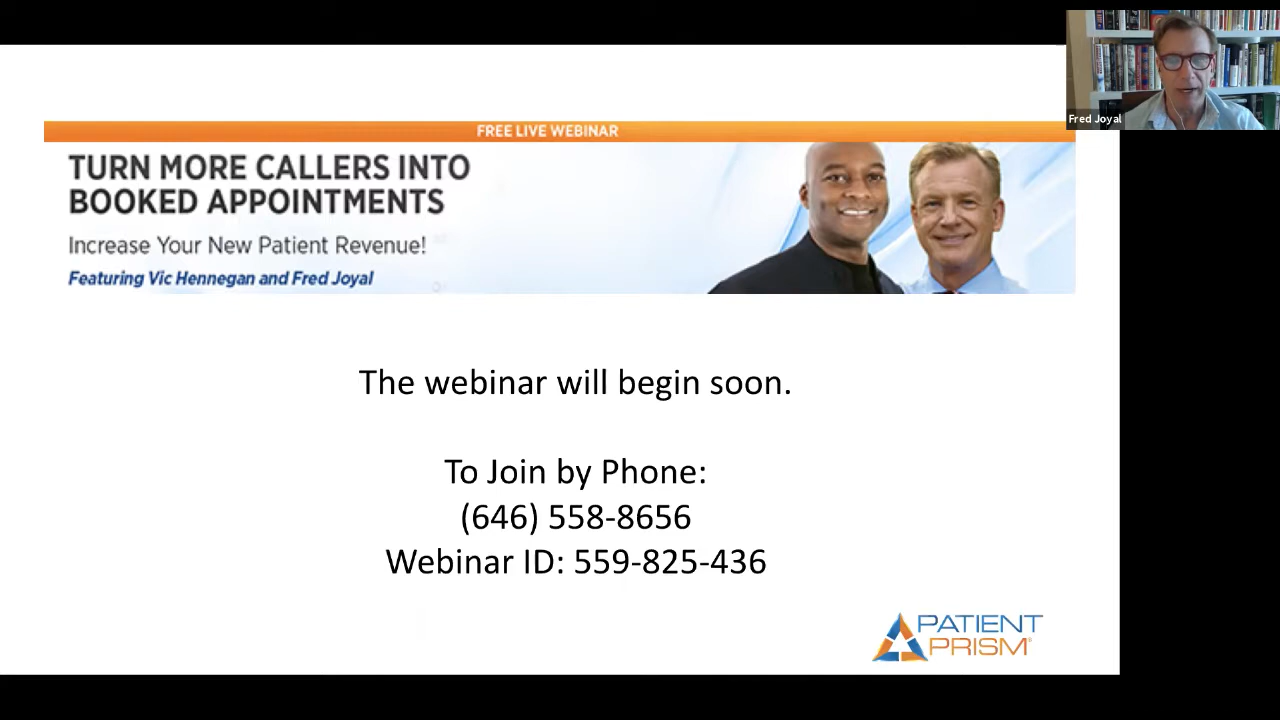 Fred Joyal
FREE LIVE WEBINAR
TURN MORE CALLERS INTO
BOOKED APPOINTMENTS
Increase Your New Patient Revenue!
Featuring Vic Hennegan and Fred Joyal
The webinar will begin soon.
To Join by Phone:
(646) 558-8656
Webinar ID: 559-825-436
PATIENT
PRISM